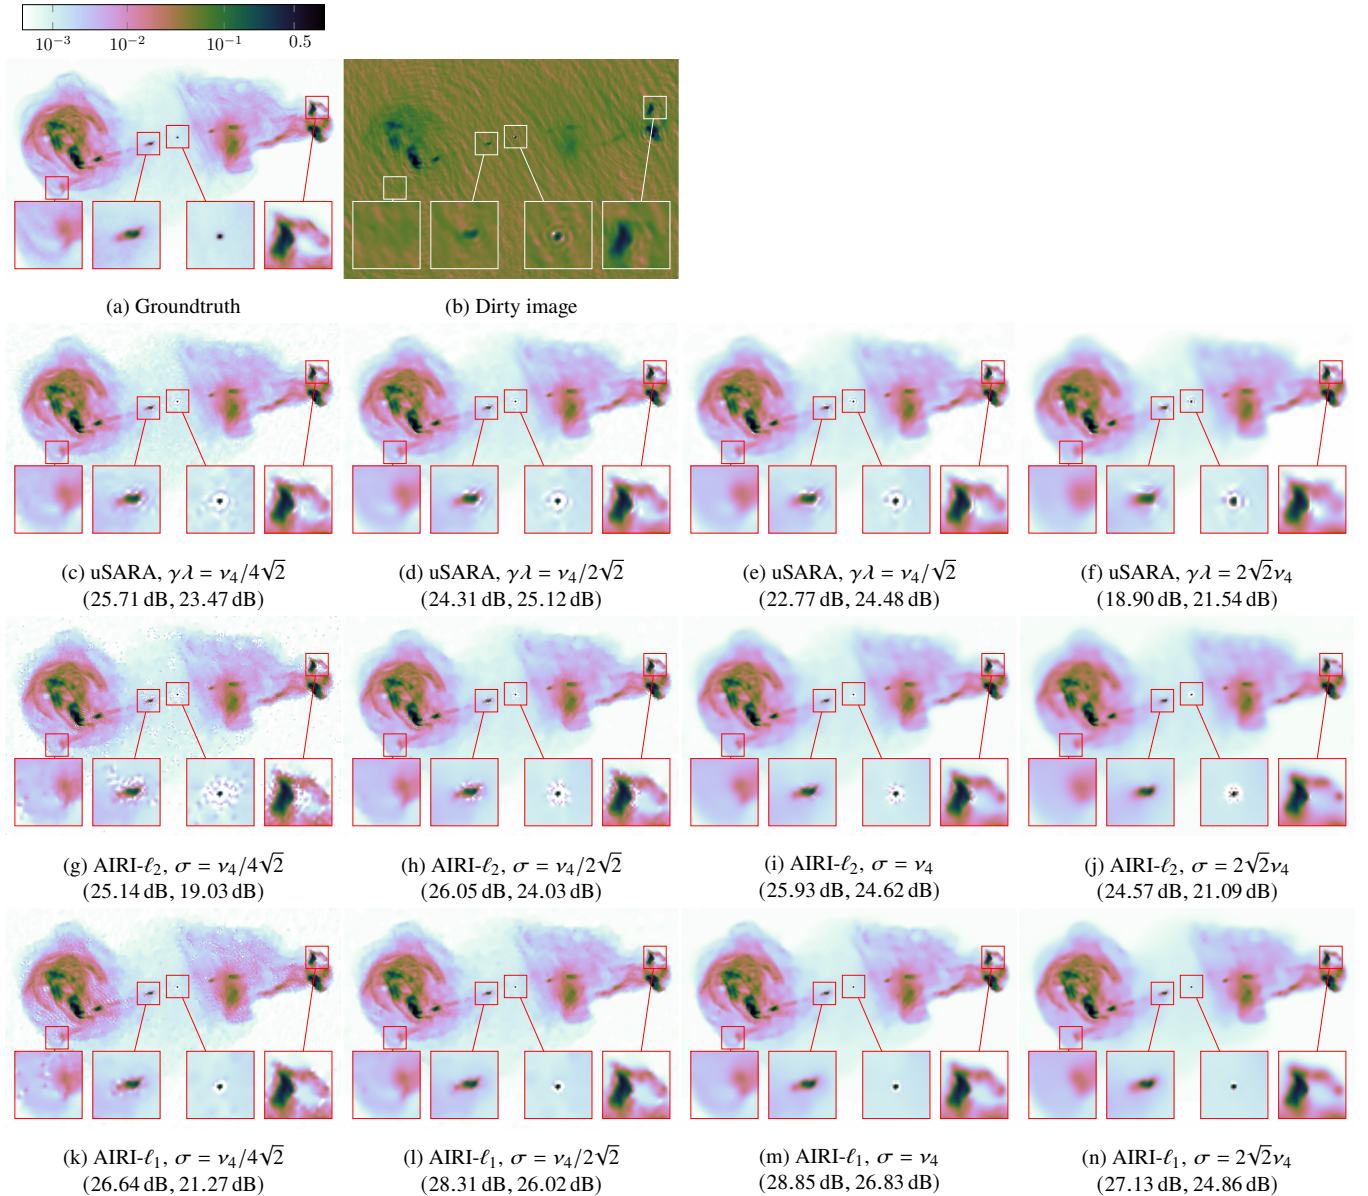 10⁻³ 10⁻² 10⁻¹ 0.5
(a) Groundtruth
(b) Dirty image
(c) uSARA, γλ = ν₄/4√2
(25.71 dB, 23.47 dB)
(d) uSARA, γλ = ν₄/2√2
(24.31 dB, 25.12 dB)
(e) uSARA, γλ = ν₄/√2
(22.77 dB, 24.48 dB)
(f) uSARA, γλ = 2√2ν₄
(18.90 dB, 21.54 dB)
(g) AIRI-ℓ₂, σ = ν₄/4√2
(25.14 dB, 19.03 dB)
(h) AIRI-ℓ₂, σ = ν₄/2√2
(26.05 dB, 24.03 dB)
(i) AIRI-ℓ₂, σ = ν₄
(25.93 dB, 24.62 dB)
(j) AIRI-ℓ₂, σ = 2√2ν₄
(24.57 dB, 21.09 dB)
(k) AIRI-ℓ₁, σ = ν₄/4√2
(26.64 dB, 21.27 dB)
(l) AIRI-ℓ₁, σ = ν₄/2√2
(28.31 dB, 26.02 dB)
(m) AIRI-ℓ₁, σ = ν₄
(28.85 dB, 26.83 dB)
(n) AIRI-ℓ₁, σ = 2√2ν₄
(27.13 dB, 24.86 dB)